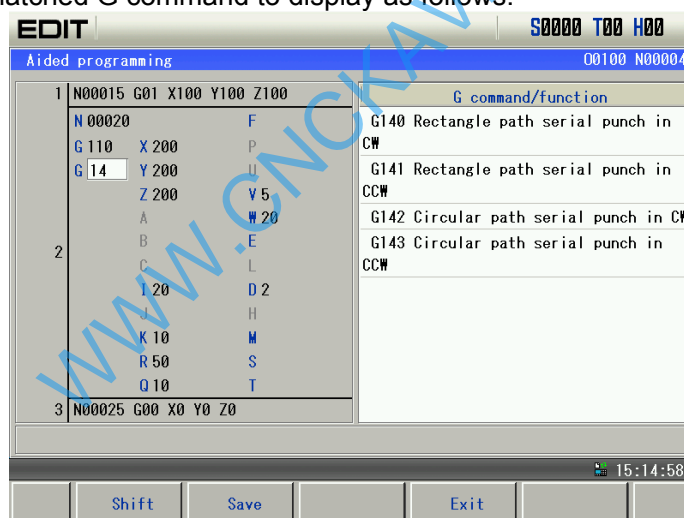 natched G command to display as follows:
EDIT S0000 T00 H00
Aided programming O0100 N00004
1 N00015 G01 X100 Y100 Z100
N 00020 F
G 110 X 200 P
G 14 Y 200 U
Z 200 V 5
A W 20
B E
2
C L
I 20 D 2
J H
K 10 M
R 50 S
Q 10 T
3 N00025 G00 X0 Y0 Z0
G command/function
G140 Rectangle path serial punch in
CW
G141 Rectangle path serial punch in
CCW
G142 Circular path serial punch in CW
G143 Circular path serial punch in
CCW
15:14:58
Shift Save Exit
WWW.CNCKAV